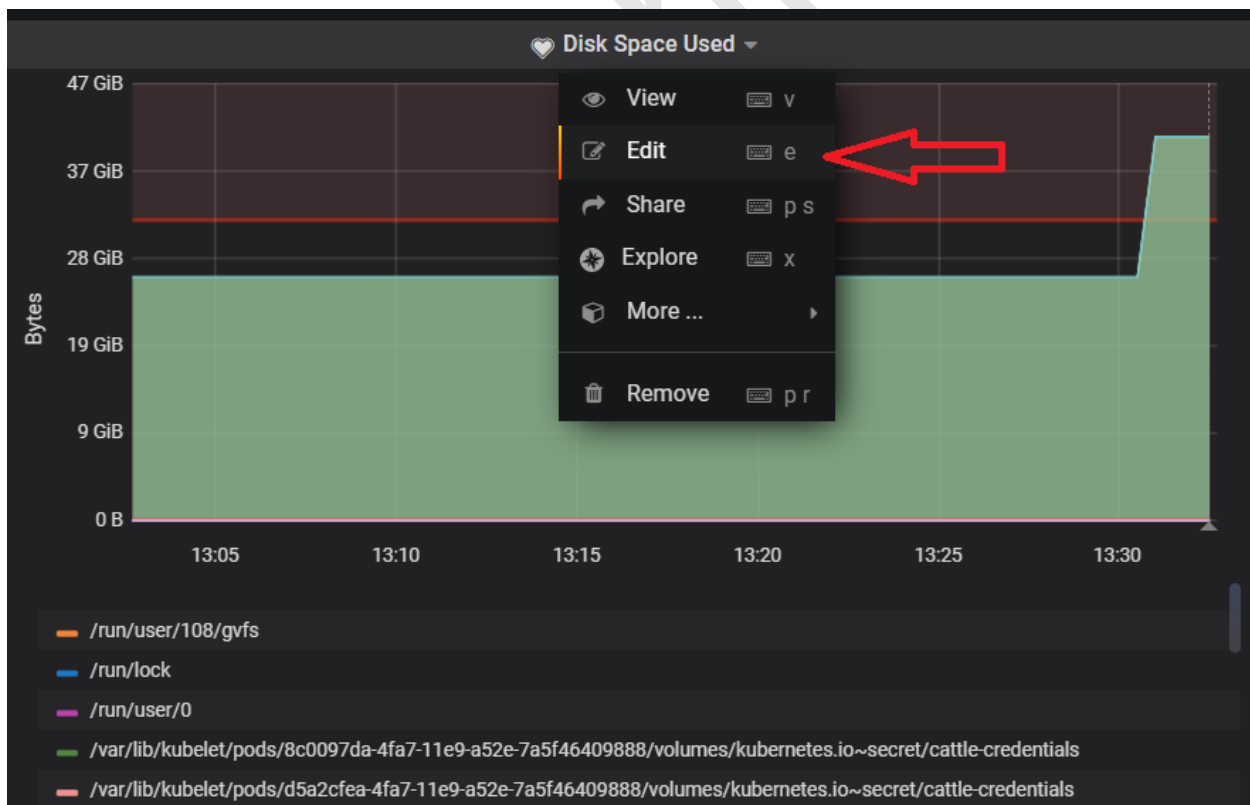 Disk Space Used
47 GiB
37 GiB
28 GiB
19 GiB
9 GiB
0 B
Bytes
View v
Edit e
Share p s
Explore x
More ...
Remove p r
13:05 13:10 13:15 13:20 13:25 13:30
/run/user/108/gvfs
/run/lock
/run/user/0
/var/lib/kubelet/pods/8c0097da-4fa7-11e9-a52e-7a5f46409888/volumes/kubernetes.io~secret/cattle-credentials
/var/lib/kubelet/pods/d5a2cfea-4fa7-11e9-a52e-7a5f46409888/volumes/kubernetes.io~secret/cattle-credentials